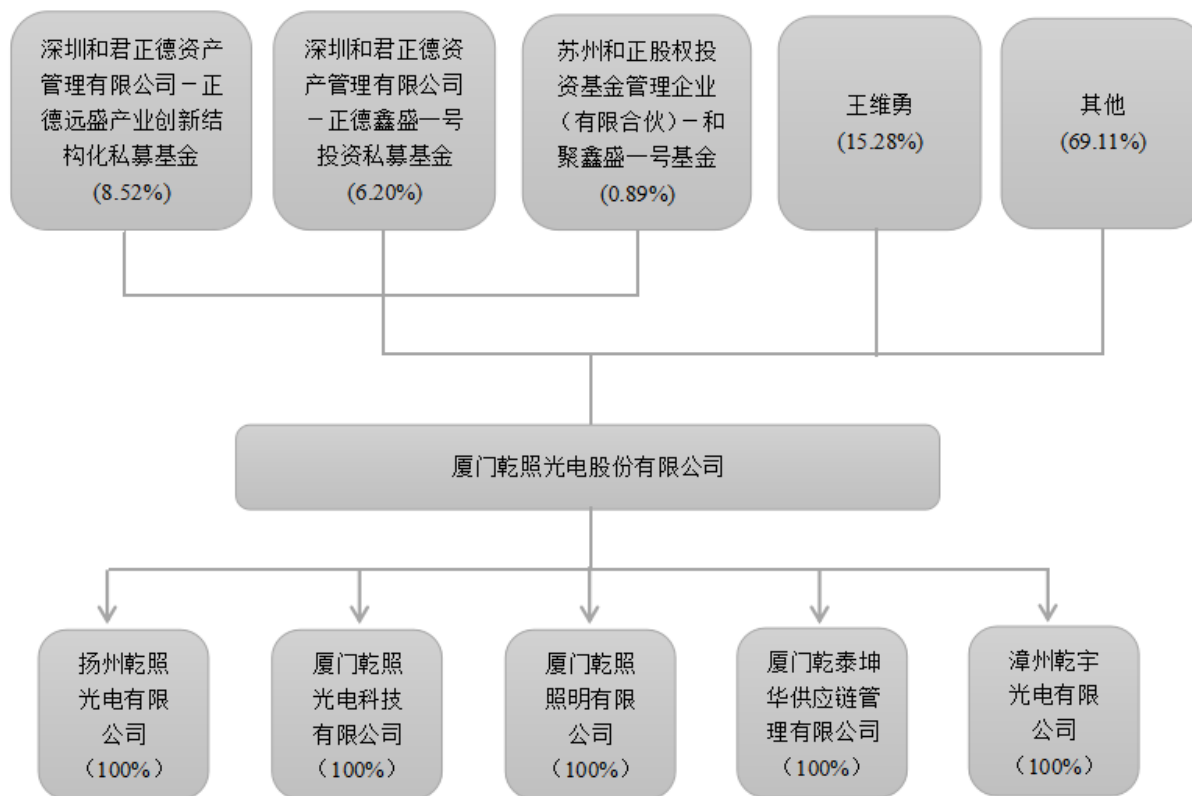 深圳和君正德资产
管理有限公司－正
德远盛产业创新结
构化私募基金
(8.52%)
深圳和君正德资
产管理有限公司
－正德鑫盛一号
投资私募基金
(6.20%)
苏州和正股权投
资基金管理企业
（有限合伙）－和
聚鑫盛一号基金
(0.89%)
王维勇
(15.28%)
其他
(69.11%)
厦门乾照光电股份有限公司
扬州乾照
光电有限
公司
（100%）
厦门乾照
光电科技
有限公司
（100%）
厦门乾照
照明有限
公司
（100%）
厦门乾泰坤
华供应链管
理有限公司
（100%）
漳州乾宇
光电有限
公司
（100%）